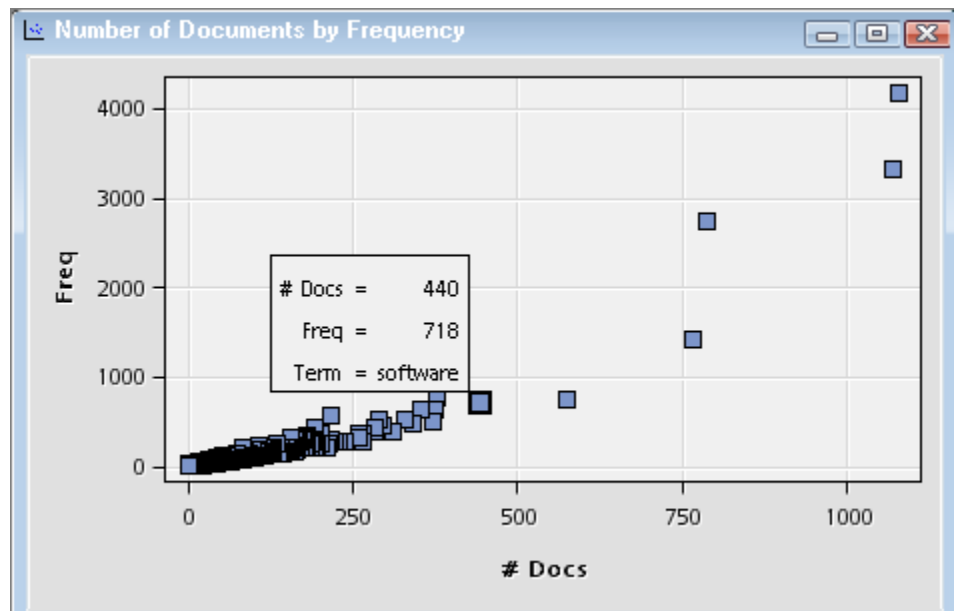 Number of Documents by Frequency
4000
3000
2000
1000
0
Freq
# Docs = 440
Freq = 718
Term = software
0 250 500 750 1000
# Docs